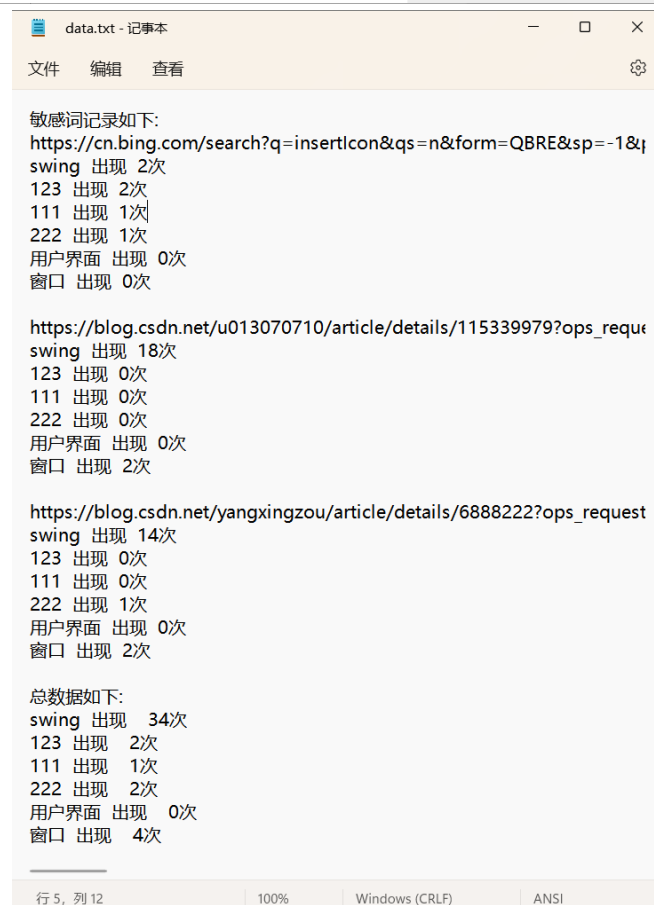 data.txt - 记事本
文件 编辑 查看
敏感词记录如下:
https://cn.bing.com/search?q=insertIcon&qs=n&form=QBRE&sp=-1&p
swing 出现 2次
123 出现 2次
111 出现 1次
222 出现 1次
用户界面 出现 0次
窗口 出现 0次
https://blog.csdn.net/u013070710/article/details/115339979?ops_reque
swing 出现 18次
123 出现 0次
111 出现 0次
222 出现 0次
用户界面 出现 0次
窗口 出现 2次
https://blog.csdn.net/yangxingzou/article/details/6888222?ops_request
swing 出现 14次
123 出现 0次
111 出现 0次
222 出现 1次
用户界面 出现 0次
窗口 出现 2次
总数据如下:
swing 出现 34次
123 出现 2次
111 出现 1次
222 出现 2次
用户界面 出现 0次
窗口 出现 4次
行 5, 列 12 100% Windows (CRLF) ANSI